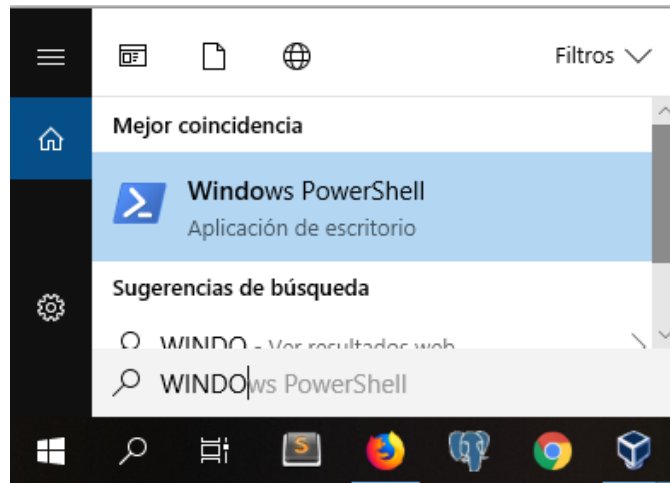 Filtros
Mejor coincidencia
Windows PowerShell
Aplicación de escritorio
Sugerencias de búsqueda
WINDO - Ver resultados web
WINDOws PowerShell